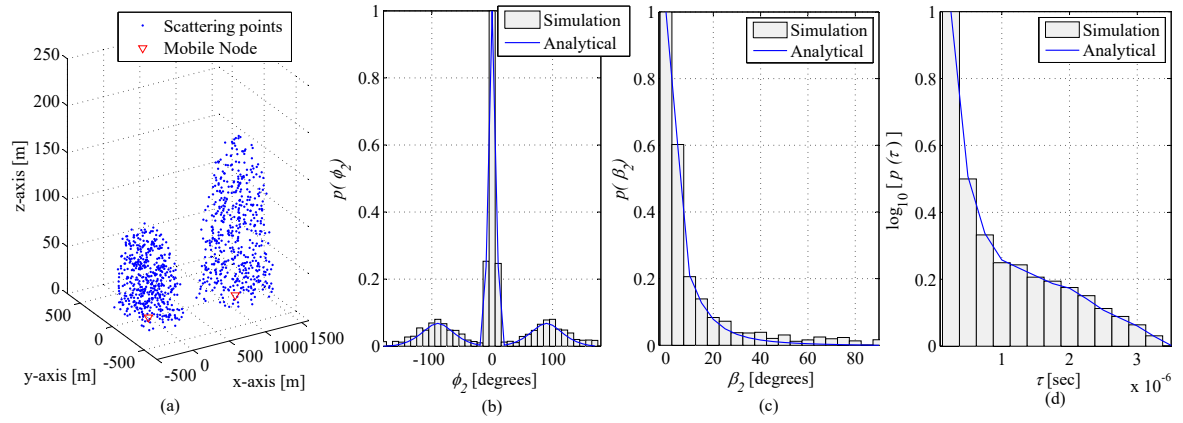 Scattering points
Mobile Node
250
200
150
100
50
0
z-axis [m]
500
0
-500
y-axis [m]
-500
0
500
1000
1500
x-axis [m]
(a)
Simulation
Analytical
1
0.8
0.6
0.4
0.2
0
p( ϕ2)
-100
0
100
ϕ2 [degrees]
(b)
Simulation
Analytical
1
0.8
0.6
0.4
0.2
0
p( β2)
0
20
40
60
80
β2 [degrees]
(c)
Simulation
Analytical
1
0.8
0.6
0.4
0.2
0
log10 [ p (τ) ]
1
2
3
x 10-6
τ [sec]
(d)